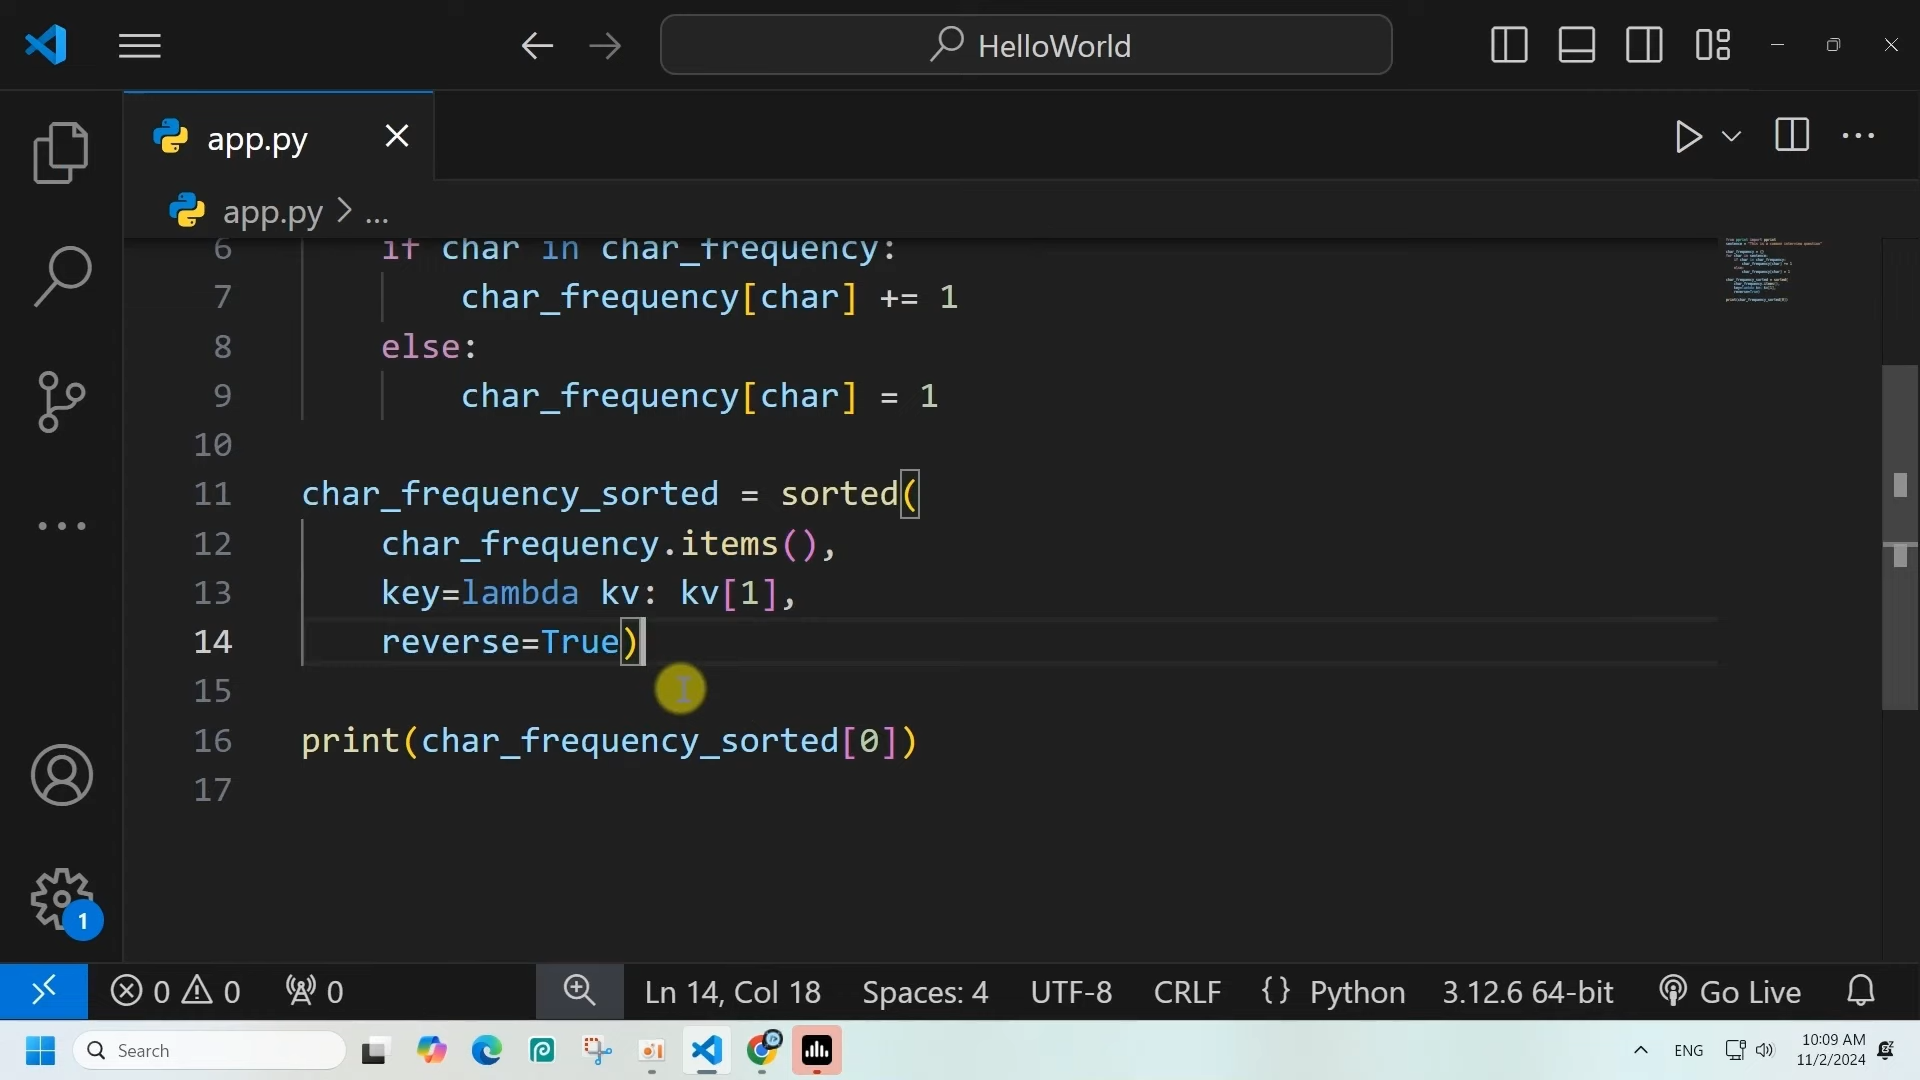 HelloWorld
app.py
app.py > ...
6 if char in char_frequency:
7 char_frequency[char] += 1
8 else:
9 char_frequency[char] = 1
10
11 char_frequency_sorted = sorted(
12 char_frequency.items(),
13 key=lambda kv: kv[1],
14 reverse=True)
15
16 print(char_frequency_sorted[0])
17
1
0 0 0 Ln 14, Col 18 Spaces: 4 UTF-8 CRLF {} Python 3.12.6 64-bit Go Live
Search ENG 10:09 AM
11/2/2024